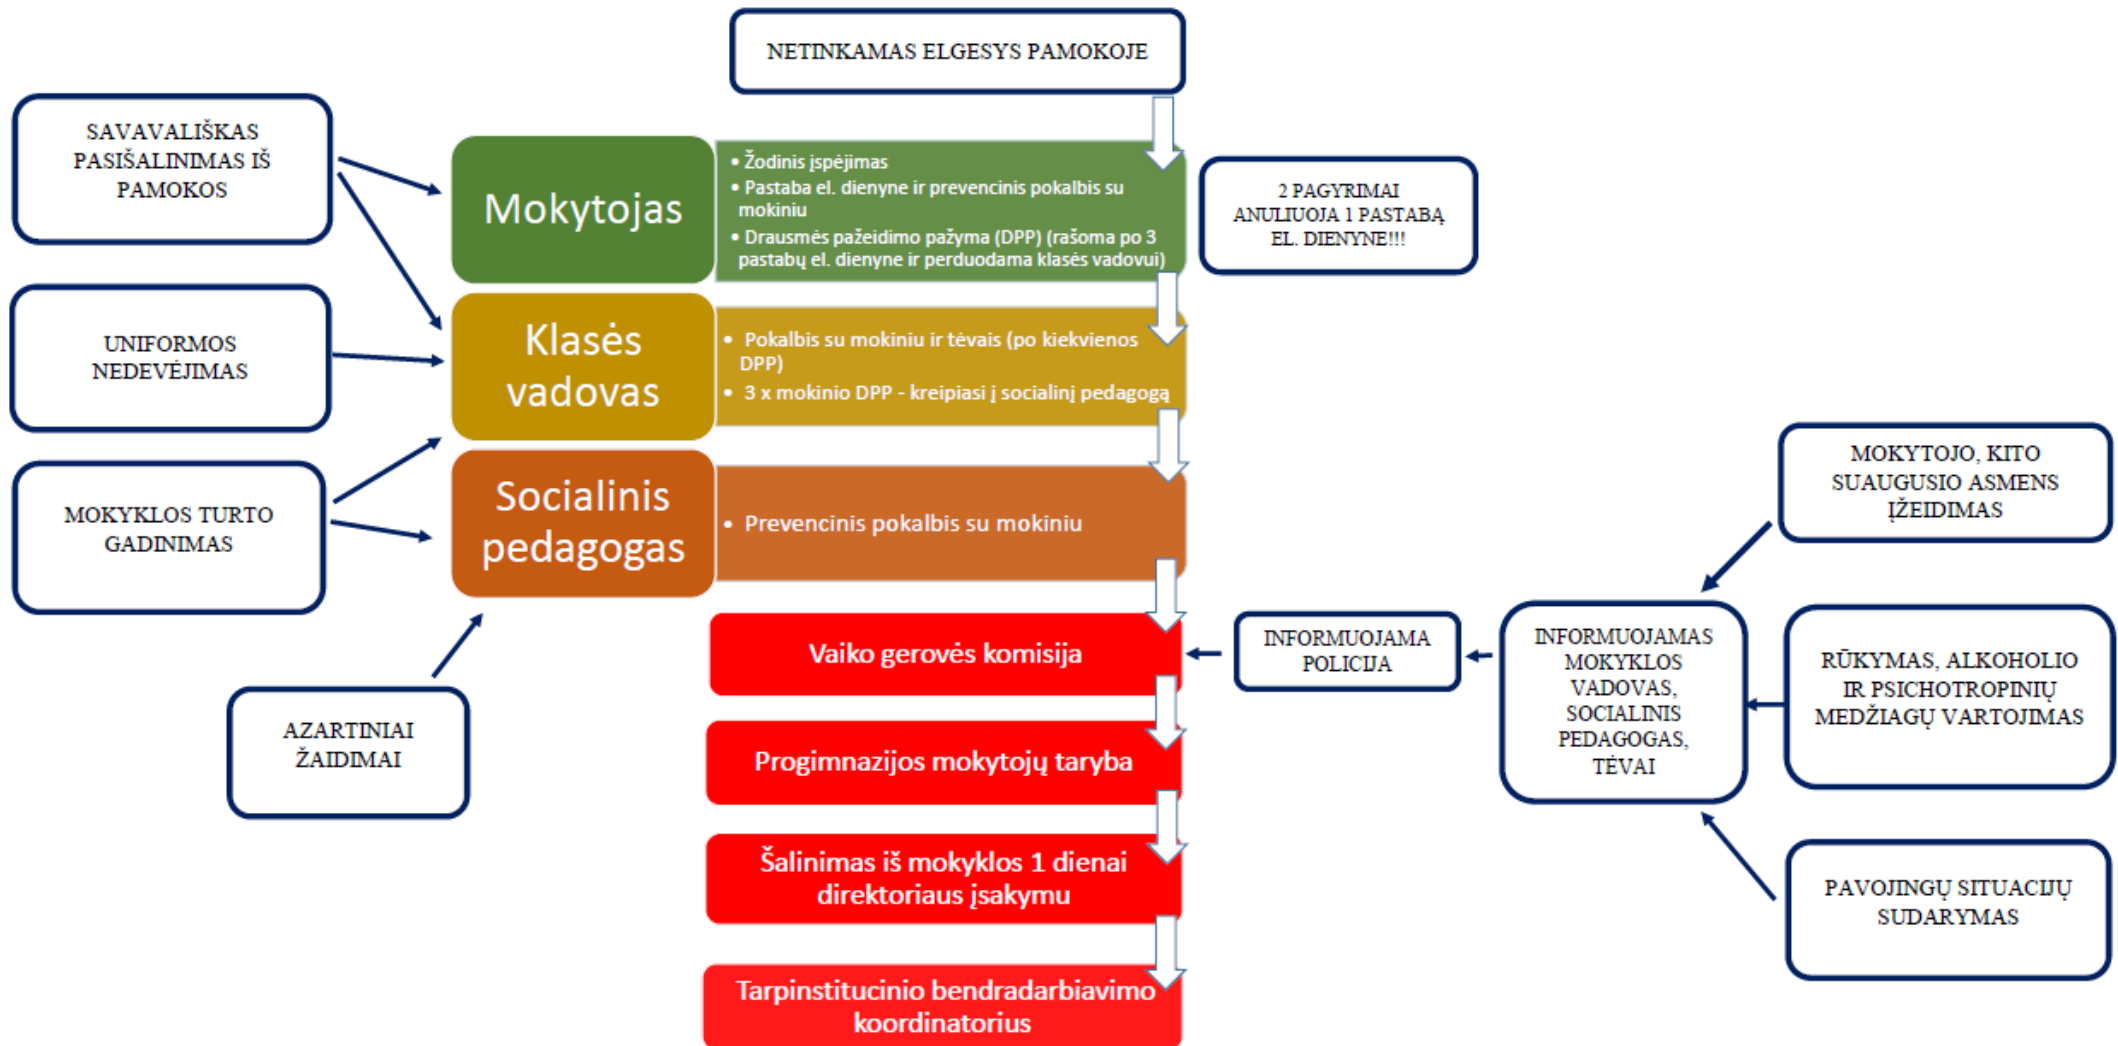 NETINKAMAS ELGESYS PAMOKOJE
SAVAVALIŠKAS
PASIŠALINIMAS IŠ
PAMOKOS
Mokytojas
• Žodinis įspėjimas
• Pastaba el. dienyne ir prevencinis pokalbis su
mokiniu
• Drausmės pažeidimo pažyma (DPP) (rašoma po 3
pastabų el. dienyne ir perduodama klasės vadovui)
2 PAGYRIMAI
ANULIUOJA 1 PASTABĄ
EL. DIENYNE!!!
UNIFORMOS
NEDEVĖJIMAS
Klasės
vadovas
• Pokalbis su mokiniu ir tėvais (po kiekvienos
DPP)
• 3 x mokinio DPP - kreipiasi į socialinį pedagogą
MOKYKLOS TURTO
GADINIMAS
Socialinis
pedagogas
• Prevencinis pokalbis su mokiniu
MOKYTOJO, KITO
SUAUGUSIO ASMENS
ĮŽEIDIMAS
Vaiko gerovės komisija
INFORMUOJAMA
POLICIJA
INFORMUOJAMAS
MOKYKLOS
VADOVAS,
SOCIALINIS
PEDAGOGAS,
TĖVAI
RŪKYMAS, ALKOHOLIO
IR PSICHOTROPINIŲ
MEDŽIAGŲ VARTOJIMAS
AZARTINIAI
ŽAIDIMAI
Progimnazijos mokytojų taryba
Šalinimas iš mokyklos 1 dienai
direktoriaus įsakymu
PAVOJINGŲ SITUACIJŲ
SUDARYMAS
Tarpinstitucinio bendradarbiavimo
koordinatorius